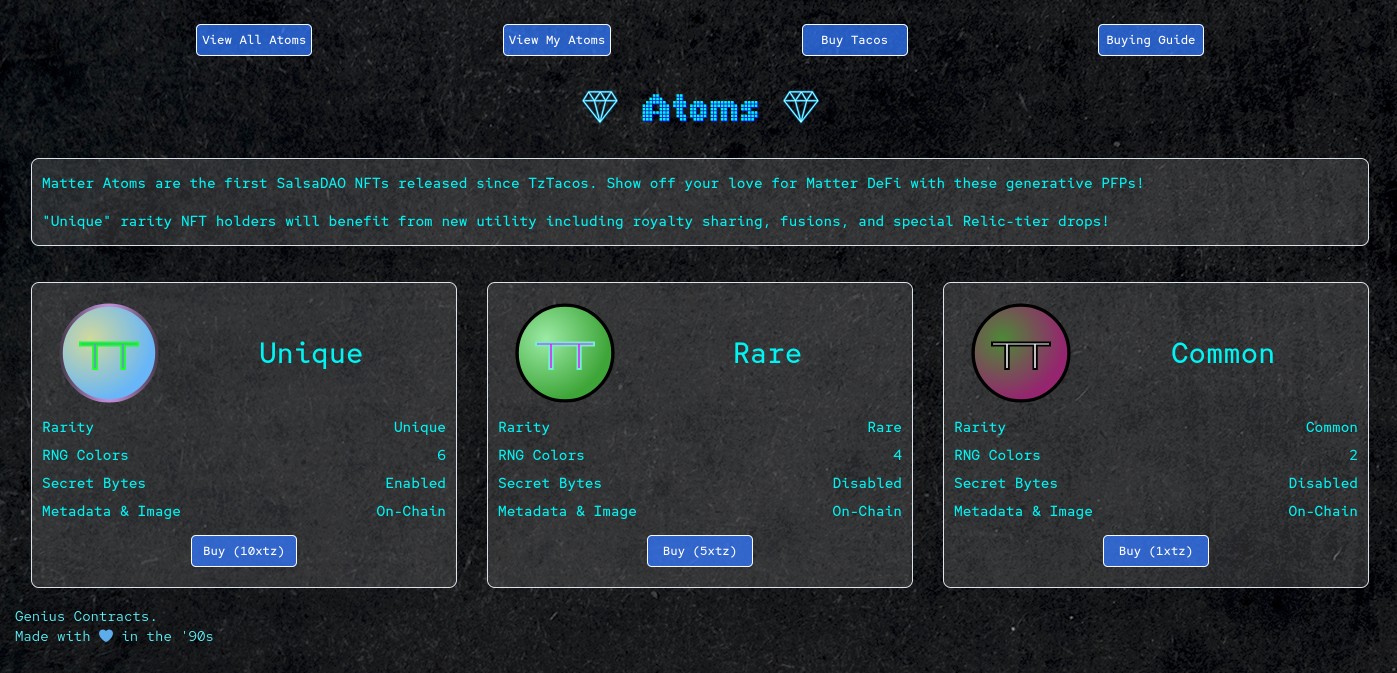 View All Atoms
View My Atoms
Buy Tacos
Buying Guide
Atoms
Matter Atoms are the first SalsaDAO NFTs released since TzTacos. Show off your love for Matter DeFi with these generative PFPs!
"Unique" rarity NFT holders will benefit from new utility including royalty sharing, fusions, and special Relic-tier drops!
Unique
Rarity Unique
RNG Colors 6
Secret Bytes Enabled
Metadata & Image On-Chain
Buy (10xtz)
Rare
Rarity Rare
RNG Colors 4
Secret Bytes Disabled
Metadata & Image On-Chain
Buy (5xtz)
Common
Rarity Common
RNG Colors 2
Secret Bytes Disabled
Metadata & Image On-Chain
Buy (1xtz)
Genius Contracts.
Made with 💙 in the '90s